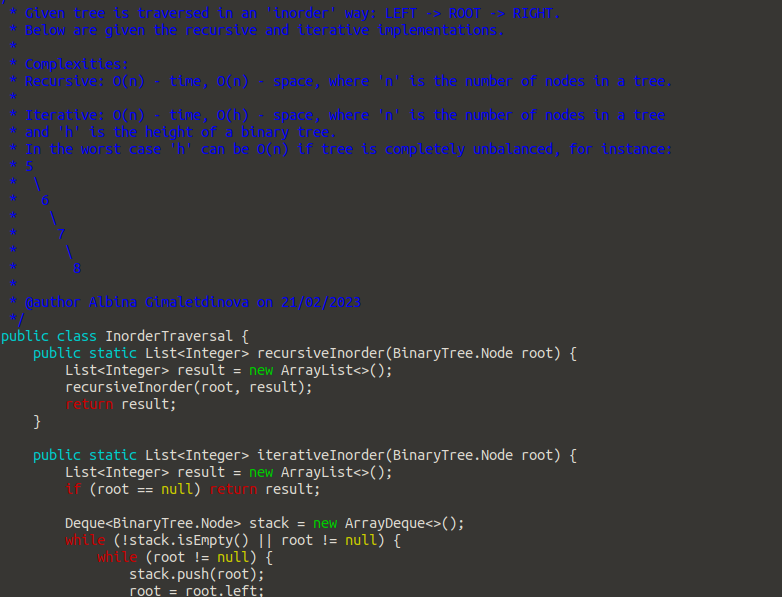 * Given tree is traversed in an 'inorder' way: LEFT -> ROOT -> RIGHT.
* Below are given the recursive and iterative implementations.
*
* Complexities:
* Recursive: O(n) - time, O(n) - space, where 'n' is the number of nodes in a tree.
*
* Iterative: O(n) - time, O(h) - space, where 'n' is the number of nodes in a tree
* and 'h' is the height of a binary tree.
* In the worst case 'h' can be O(n) if tree is completely unbalanced, for instance:
* 5
*  \
*   6
*    \
*     7
*      \
*       8
*
* @author Albina Gimaletdinova on 21/02/2023
*/
public class InorderTraversal {
    public static List<Integer> recursiveInorder(BinaryTree.Node root) {
        List<Integer> result = new ArrayList<>();
        recursiveInorder(root, result);
        return result;
    }

    public static List<Integer> iterativeInorder(BinaryTree.Node root) {
        List<Integer> result = new ArrayList<>();
        if (root == null) return result;

        Deque<BinaryTree.Node> stack = new ArrayDeque<>();
        while (!stack.isEmpty() || root != null) {
            while (root != null) {
                stack.push(root);
                root = root.left;